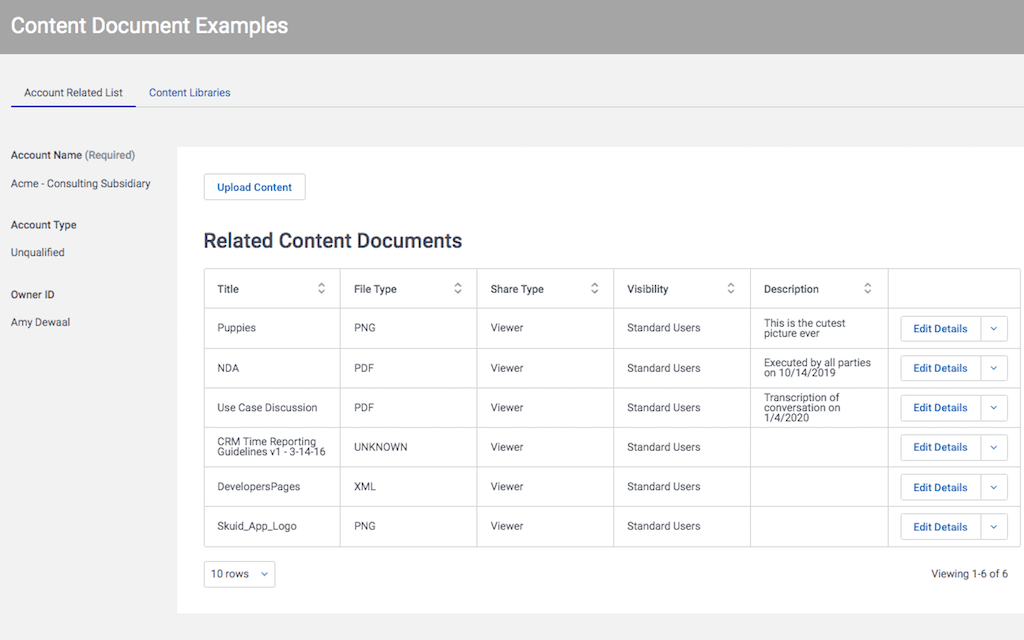 Content Document Examples
Account Related List
Content Libraries
Account Name (Required)
Acme - Consulting Subsidiary
Account Type
Unqualified
Owner ID
Amy Dewaal
Upload Content
Related Content Documents
Title File Type Share Type Visibility Description
Puppies PNG Viewer Standard Users This is the cutest
picture ever
Edit Details
NDA PDF Viewer Standard Users Executed by all parties
on 10/14/2019
Edit Details
Use Case Discussion PDF Viewer Standard Users Transcription of
conversation on
1/4/2020
Edit Details
CRM Time Reporting
Guidelines v1 - 3-14-16
UNKNOWN Viewer Standard Users Edit Details
DevelopersPages XML Viewer Standard Users Edit Details
Skuid_App_Logo PNG Viewer Standard Users Edit Details
10 rows
Viewing 1-6 of 6